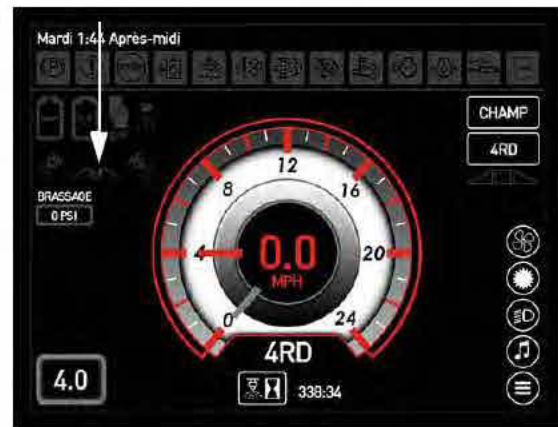 Mardi 1:44 Après-midi
CHAMP
4RD
BRASSAGE
0 PSI
12
8
16
4
20
0
24
0.0
MPH
4RD
4.0
338:34